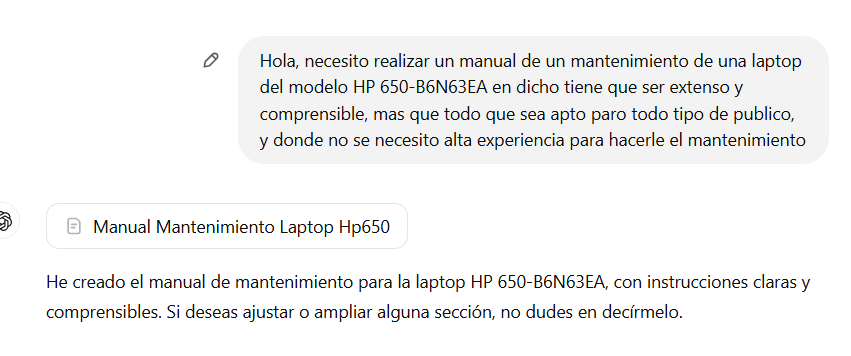 Hola, necesito realizar un manual de un mantenimiento de una laptop
del modelo HP 650-B6N63EA en dicho tiene que ser extenso y
comprensible, mas que todo que sea apto paro todo tipo de publico,
y donde no se necesito alta experiencia para hacerle el mantenimiento
Manual Mantenimiento Laptop Hp650
He creado el manual de mantenimiento para la laptop HP 650-B6N63EA, con instrucciones claras y
comprensibles. Si deseas ajustar o ampliar alguna sección, no dudes en decírmelo.